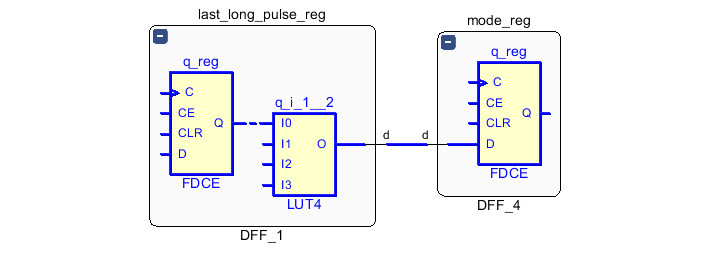 last_long_pulse_reg
mode_reg
q_reg
C
CE
CLR
D
Q
FDCE
q_i_1__2
I0
I1
I2
I3
O
LUT4
DFF_1
d
d
q_reg
C
CE
CLR
D
Q
FDCE
DFF_4